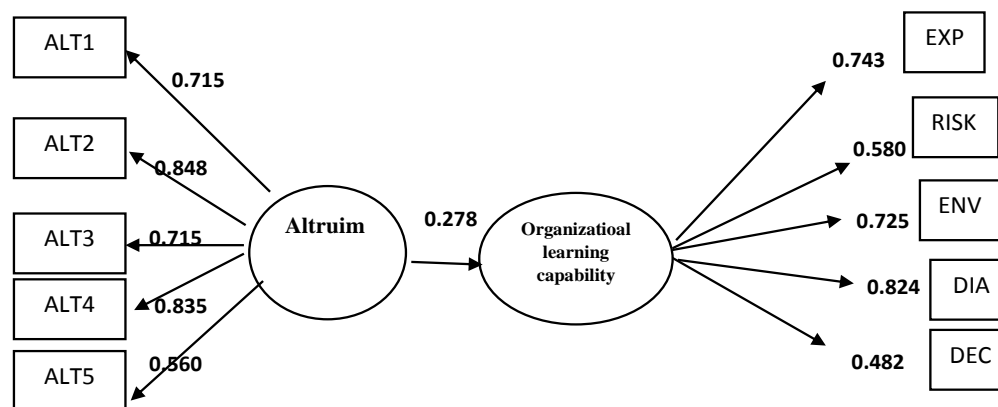 ALT1
0.715
ALT2
0.848
ALT3
0.715
ALT4
0.835
ALT5
0.560
Altruim
0.278
Organizatioal
learning
capability
EXP
0.743
RISK
0.580
ENV
0.725
DIA
0.824
DEC
0.482